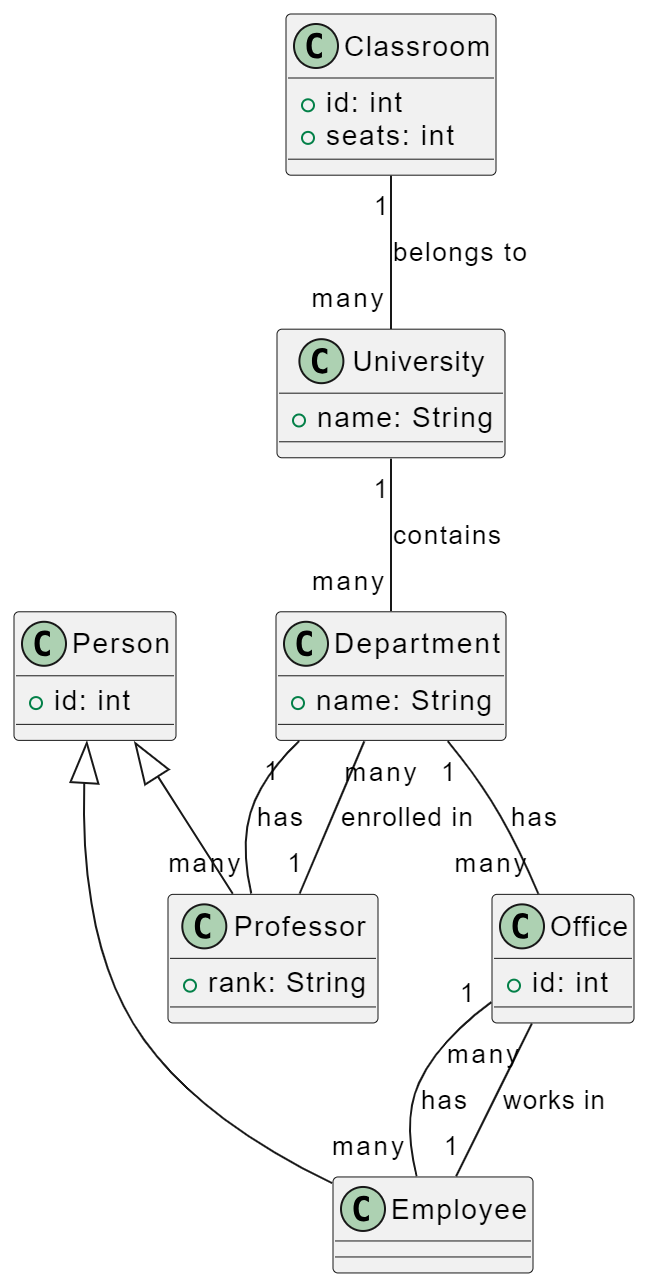 C Classroom
id: int
seats: int
1
belongs to
many
C University
name: String
1
contains
many
C Person
id: int
C Department
name: String
1
many
1
has
enrolled in
has
many
1
many
C Professor
rank: String
C Office
id: int
1
many
has
works in
many
1
C Employee